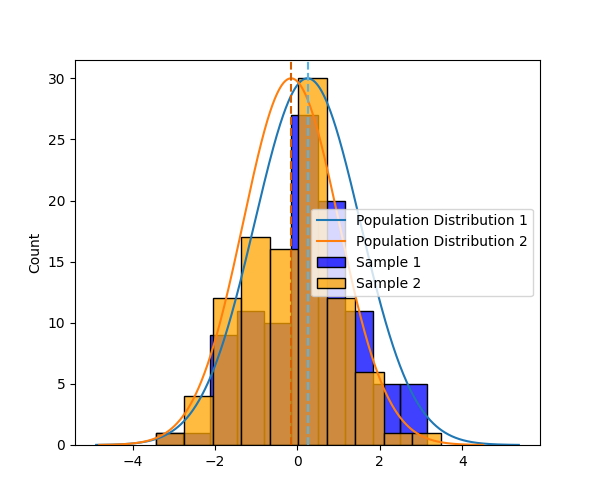 30
25
20
15
10
5
0
Count
Population Distribution 1
Population Distribution 2
Sample 1
Sample 2
−4 −2 0 2 4